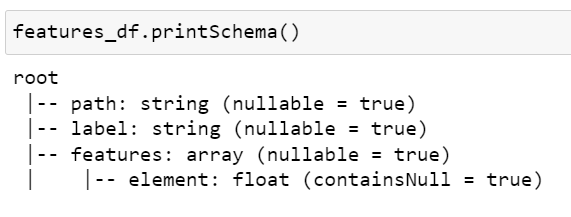 features_df.printSchema()
root
 |-- path: string (nullable = true)
 |-- label: string (nullable = true)
 |-- features: array (nullable = true)
 |    |-- element: float (containsNull = true)